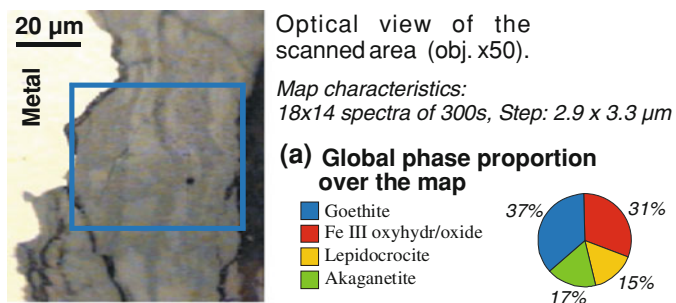 20 µm
Metal
Optical view of the
scanned area (obj. x50).
Map characteristics:
18x14 spectra of 300s, Step: 2.9 x 3.3 µm
(a) Global phase proportion
over the map
Goethite
Fe III oxyhydr/oxide
Lepidocrocite
Akaganetite
37%
31%
15%
17%